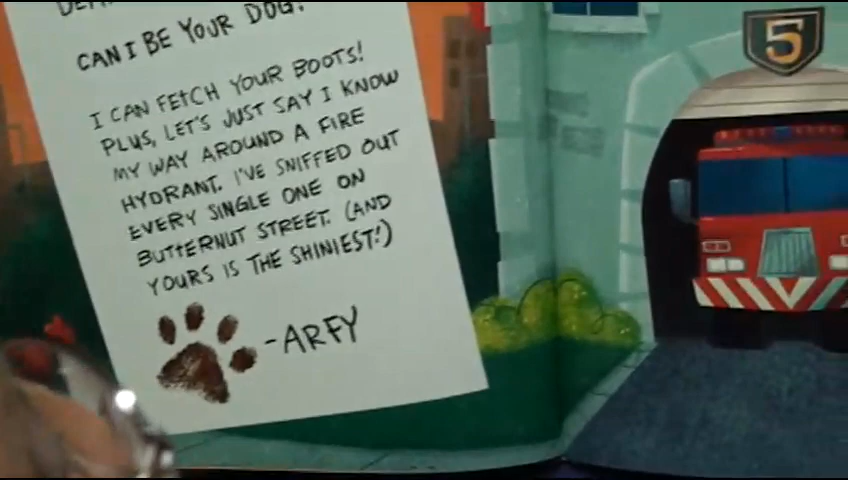 CAN I BE YOUR DOG?
I CAN FETCH YOUR BOOTS!
PLUS, LET'S JUST SAY I KNOW
MY WAY AROUND A FIRE
HYDRANT. I'VE SNIFFED OUT
EVERY SINGLE ONE ON
BUTTERNUT STREET. (AND
YOURS IS THE SHINIEST!)
-ARFY
5